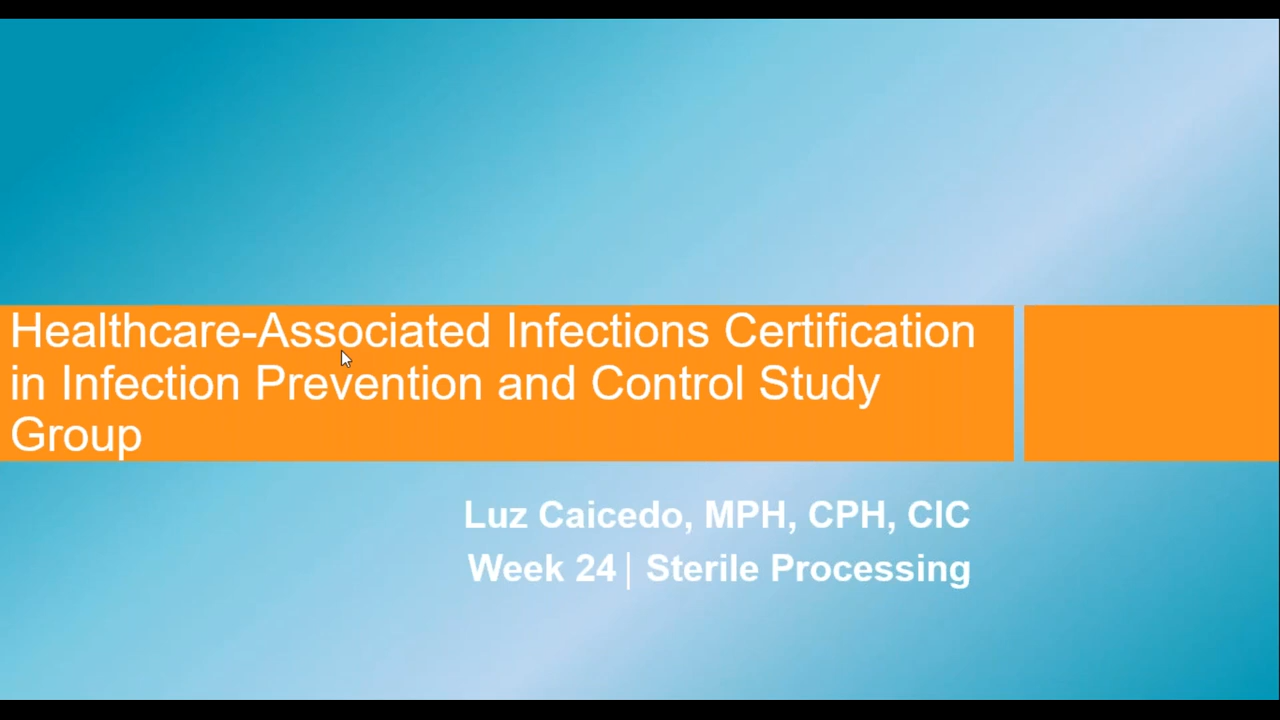 Healthcare-Associated Infections Certification
in Infection Prevention and Control Study
Group
Luz Caicedo, MPH, CPH, CIC
Week 24| Sterile Processing